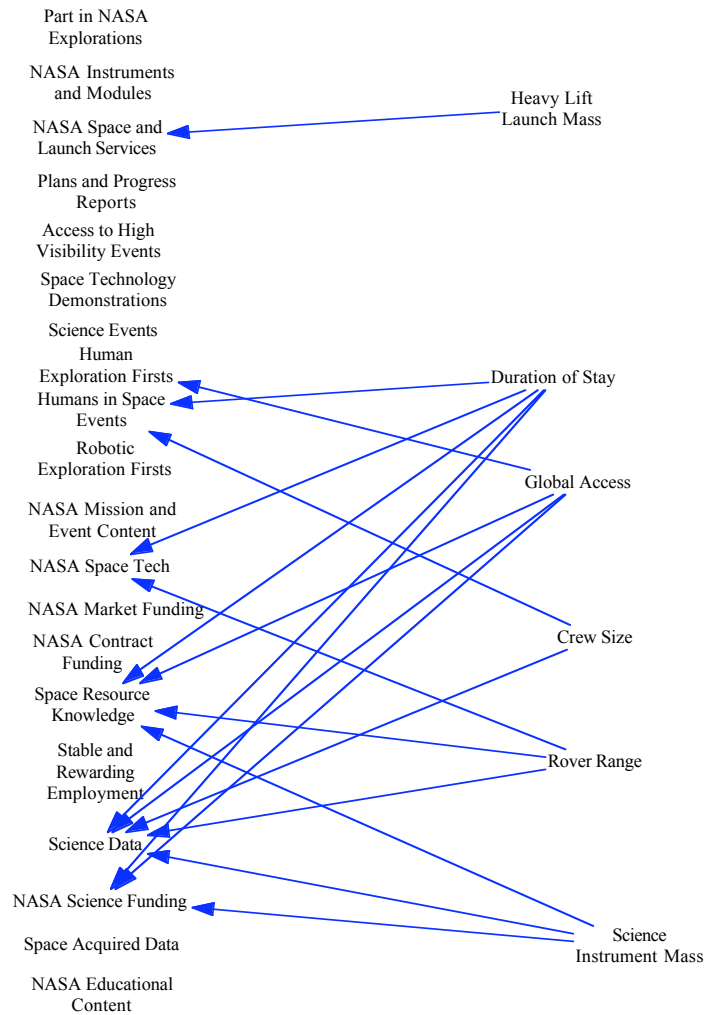 Part in NASA
Explorations
NASA Instruments
and Modules
Heavy Lift
Launch Mass
NASA Space and
Launch Services
Plans and Progress
Reports
Access to High
Visibility Events
Space Technology
Demonstrations
Science Events
Human
Exploration Firsts
Duration of Stay
Humans in Space
Events
Robotic
Exploration Firsts
Global Access
NASA Mission and
Event Content
NASA Space Tech
NASA Market Funding
Crew Size
NASA Contract
Funding
Space Resource
Knowledge
Stable and
Rewarding
Employment
Rover Range
Science Data
NASA Science Funding
Science
Instrument Mass
Space Acquired Data
NASA Educational
Content